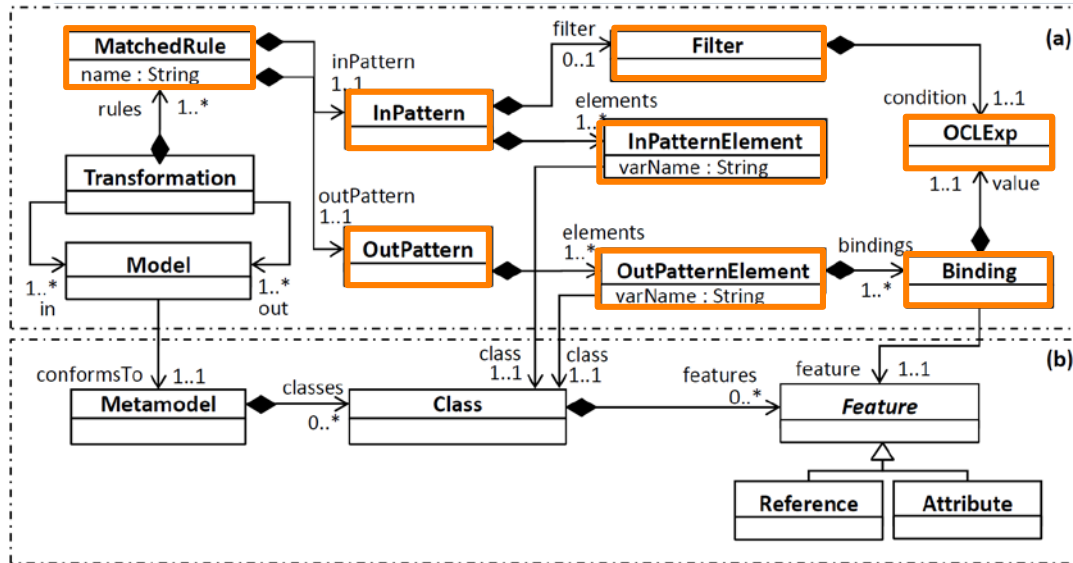 MatchedRule
name : String
filter
0..1
Filter
(a)
inPattern
1..1
rules
1..*
InPattern
elements
1..*
condition
1..1
InPatternElement
varName : String
OCLExp
Transformation
outPattern
1..1
1..1
value
OutPattern
elements
1..*
bindings
1..*
Model
OutPatternElement
varName : String
Binding
1..*
in
1..*
out
class
1..1
class
1..1
(b)
conformsTo
1..1
classes
0..*
features
0..*
feature
1..1
Metamodel
Class
Feature
Reference
Attribute